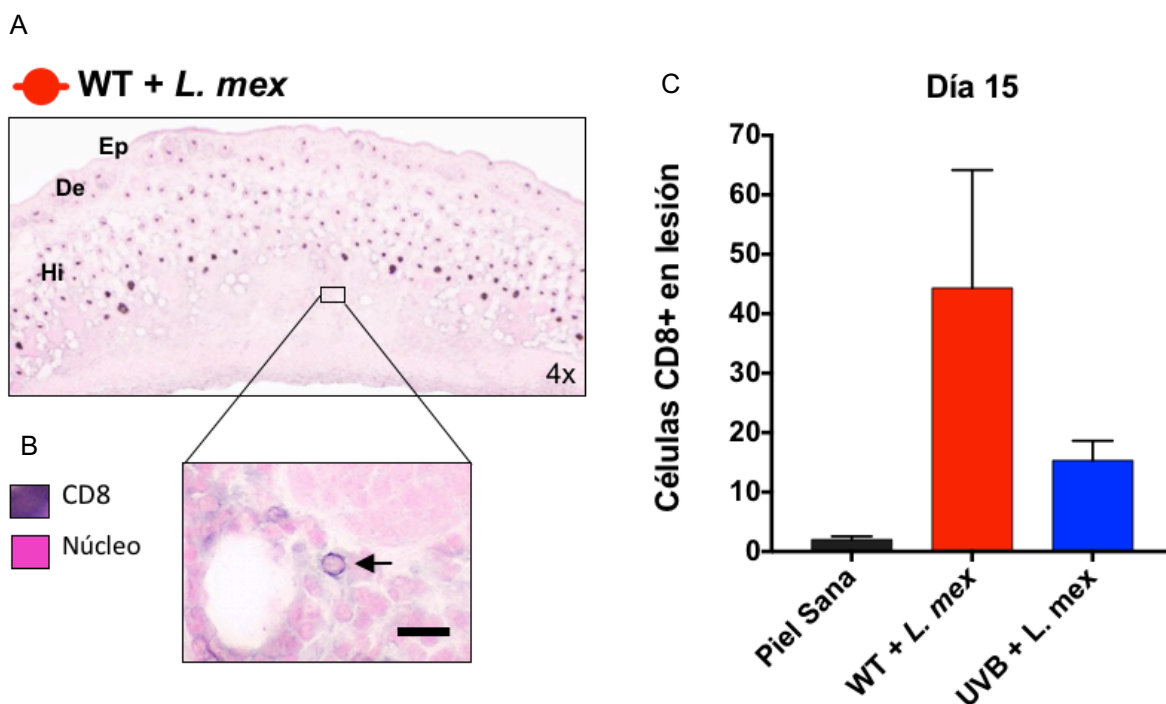 A
WT + L. mex
Ep
De
Hi
4x
B
CD8
Núcleo
C
Día 15
Células CD8+ en lesión
70
60
50
40
30
20
10
0
Piel Sana
WT + L. mex
UVB + L. mex